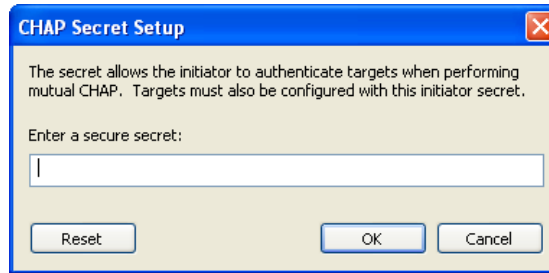 CHAP Secret Setup
The secret allows the initiator to authenticate targets when performing
mutual CHAP.  Targets must also be configured with this initiator secret.
Enter a secure secret:
Reset OK Cancel